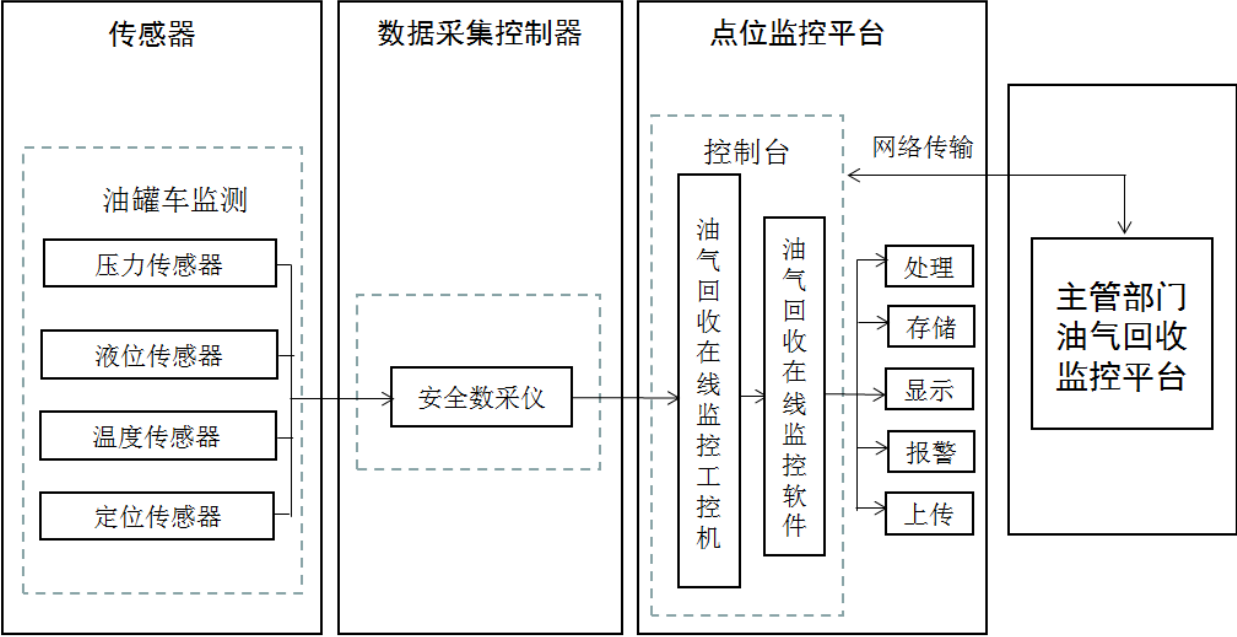 传感器
油罐车监测
压力传感器
液位传感器
温度传感器
定位传感器
数据采集控制器
安全数采仪
点位监控平台
控制台
油气回收在线监控工控机
油气回收在线监控软件
处理
存储
显示
报警
上传
网络传输
主管部门
油气回收
监控平台